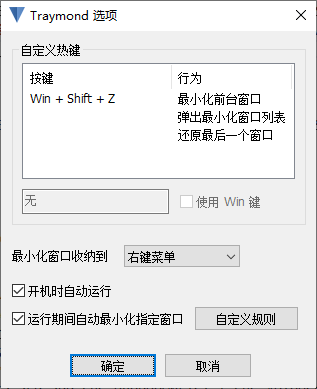 Traymond 选项
自定义热键
按键 行为
Win + Shift + Z 最小化前台窗口
弹出最小化窗口列表
还原最后一个窗口
无 使用 Win 键
最小化窗口收纳到 右键菜单
开机时自动运行
运行期间自动最小化指定窗口 自定义规则
确定 取消